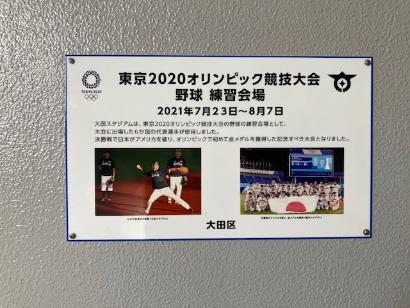 東京2020オリンピック競技大会
野球 練習会場
2021年7月23日～8月7日
大田スタジアムは、東京2020オリンピック競技大会の野球の練習会場として、
大会に出場した6か国の代表選手が使用しました。
決勝戦で日本がアメリカを破り、オリンピックで初めて金メダルを獲得した記念すべき大会となりました。
TOKYO 2020
大田区